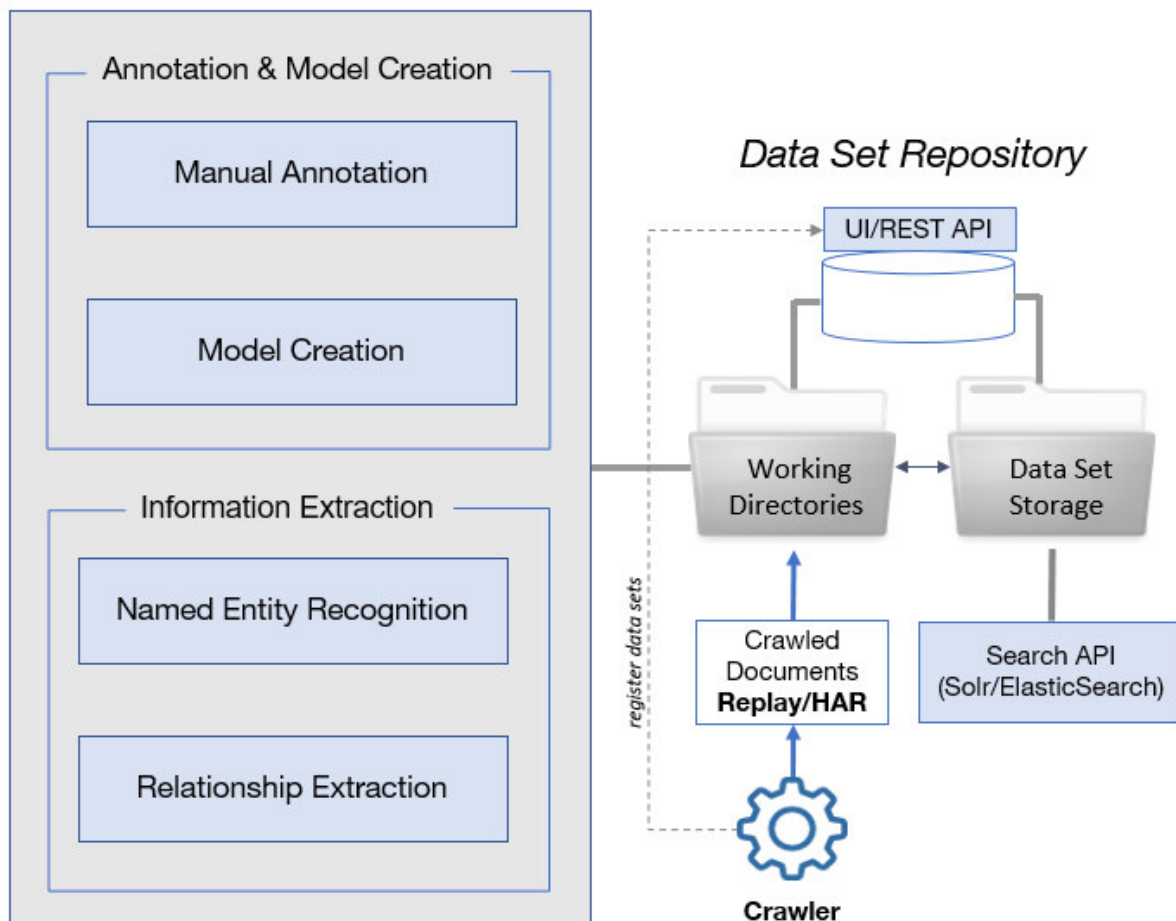 Annotation & Model Creation
Manual Annotation
Model Creation
Information Extraction
Named Entity Recognition
Relationship Extraction
Data Set Repository
UI/REST API
Working
Directories
Data Set
Storage
register data sets
Crawled
Documents
Replay/HAR
Search API
(Solr/ElasticSearch)
Crawler